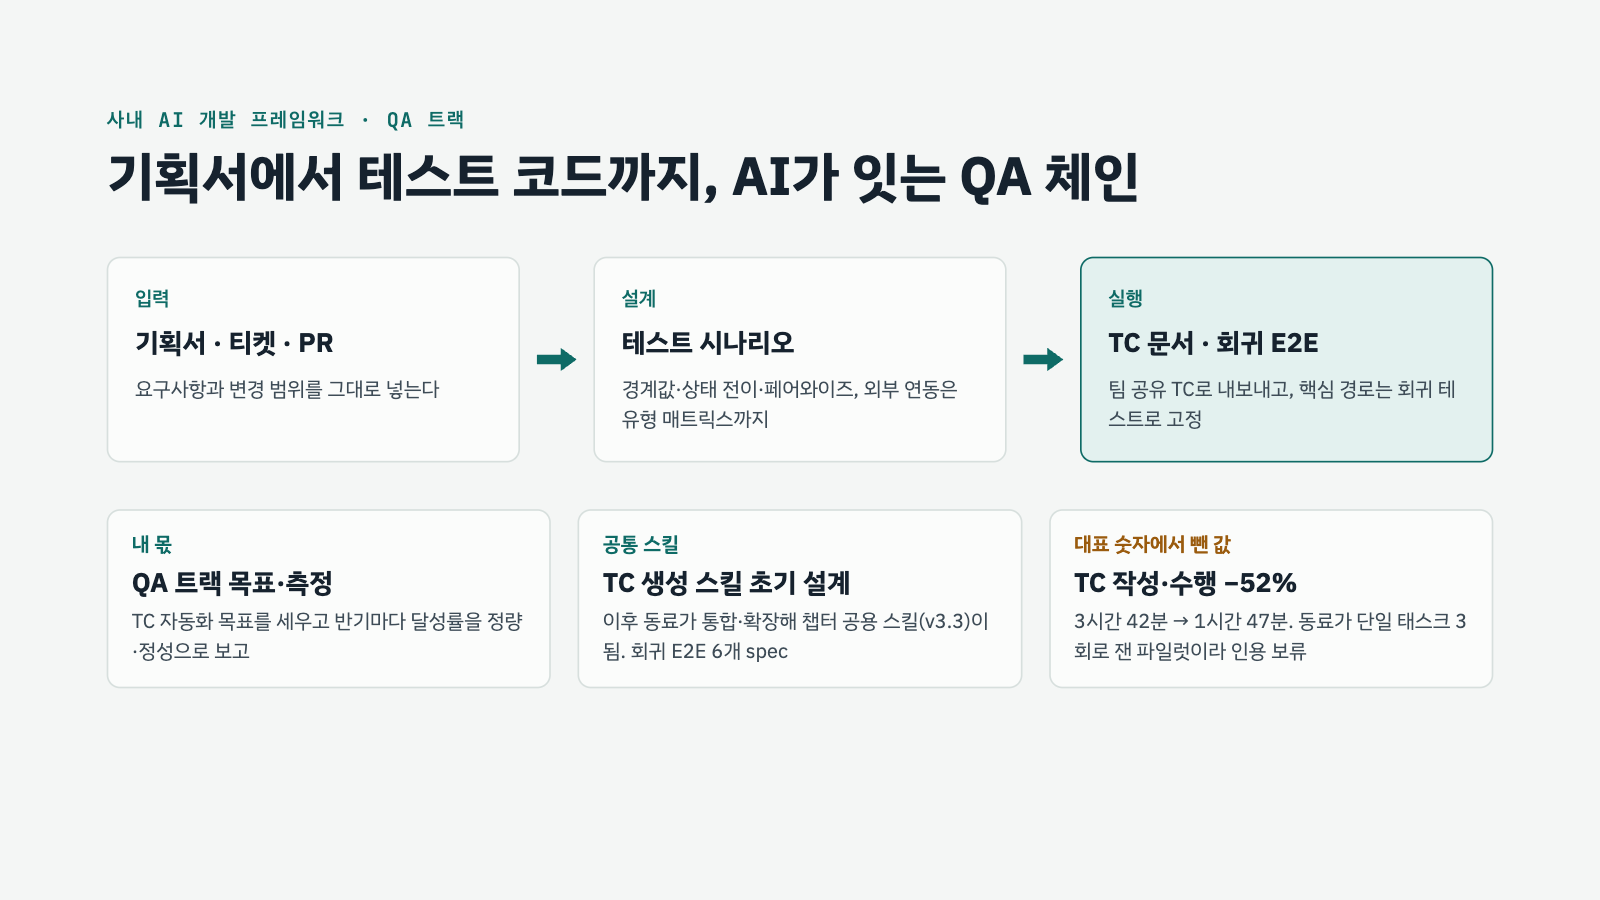 사내 AI 개발 프레임워크 · QA 트랙
기획서에서 테스트 코드까지, AI가 잇는 QA 체인
입력
기획서 · 티켓 · PR
요구사항과 변경 범위를 그대로 넣는다
설계
테스트 시나리오
경계값·상태 전이·페어와이즈, 외부 연동은
유형 매트릭스까지
실행
TC 문서 · 회귀 E2E
팀 공유 TC로 내보내고, 핵심 경로는 회귀 테
스트로 고정
내 몫
QA 트랙 목표·측정
TC 자동화 목표를 세우고 반기마다 달성률을 정량
·정성으로 보고
공통 스킬
TC 생성 스킬 초기 설계
이후 동료가 통합·확장해 챕터 공용 스킬(v3.3)이
됨. 회귀 E2E 6개 spec
대표 숫자에서 뺀 값
TC 작성·수행 −52%
3시간 42분 → 1시간 47분. 동료가 단일 태스크 3
회로 잰 파일럿이라 인용 보류